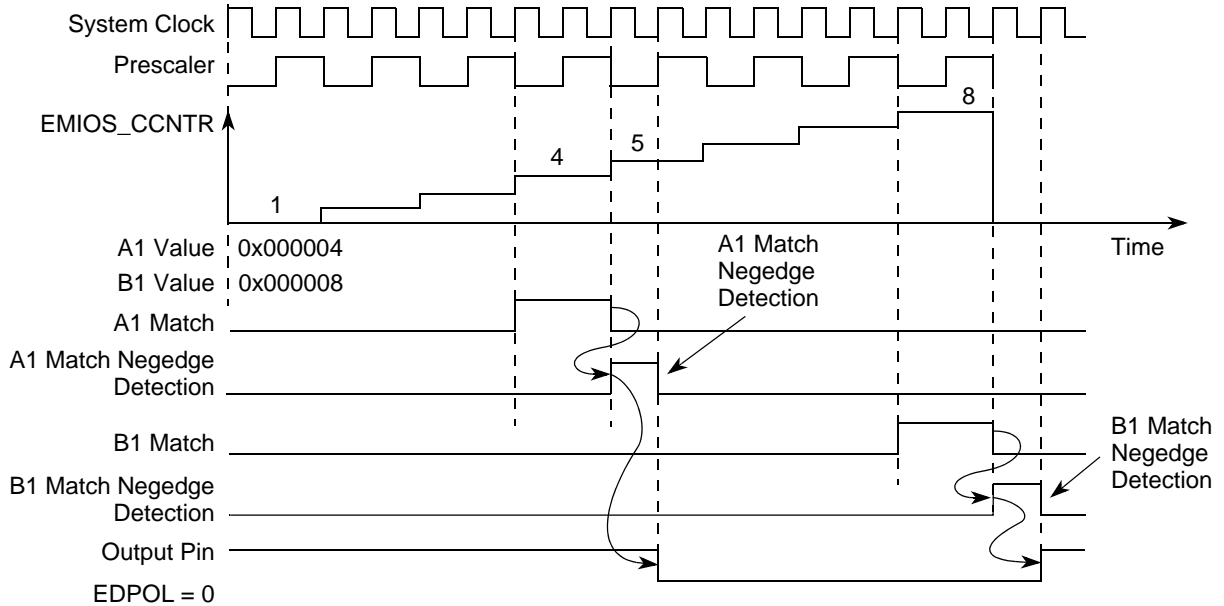 System Clock
Prescaler
8
EMIOS_CCNTR
5
4
1
A1 Value 0x000004
B1 Value 0x000008
A1 Match
Negedge
Detection
Time
A1 Match
A1 Match Negedge
Detection
B1 Match
B1 Match
Negedge
Detection
B1 Match Negedge
Detection
Output Pin
EDPOL = 0